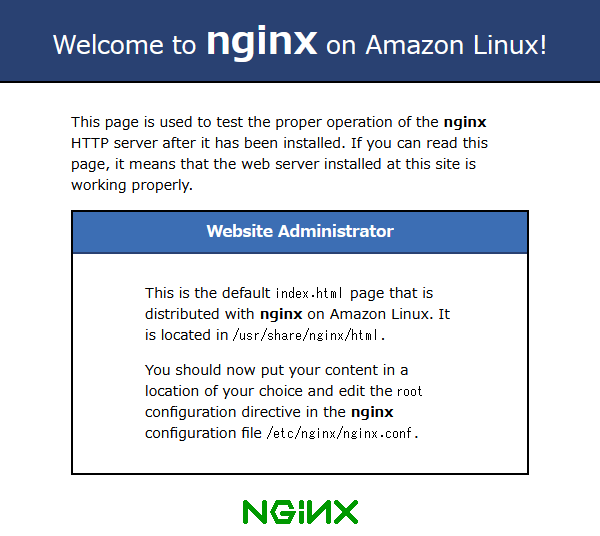 Welcome to nginx on Amazon Linux!
This page is used to test the proper operation of the nginx
HTTP server after it has been installed. If you can read this
page, it means that the web server installed at this site is
working properly.
Website Administrator
This is the default index.html page that is
distributed with nginx on Amazon Linux. It
is located in /usr/share/nginx/html.
You should now put your content in a
location of your choice and edit the root
configuration directive in the nginx
configuration file /etc/nginx/nginx.conf.
NGINX